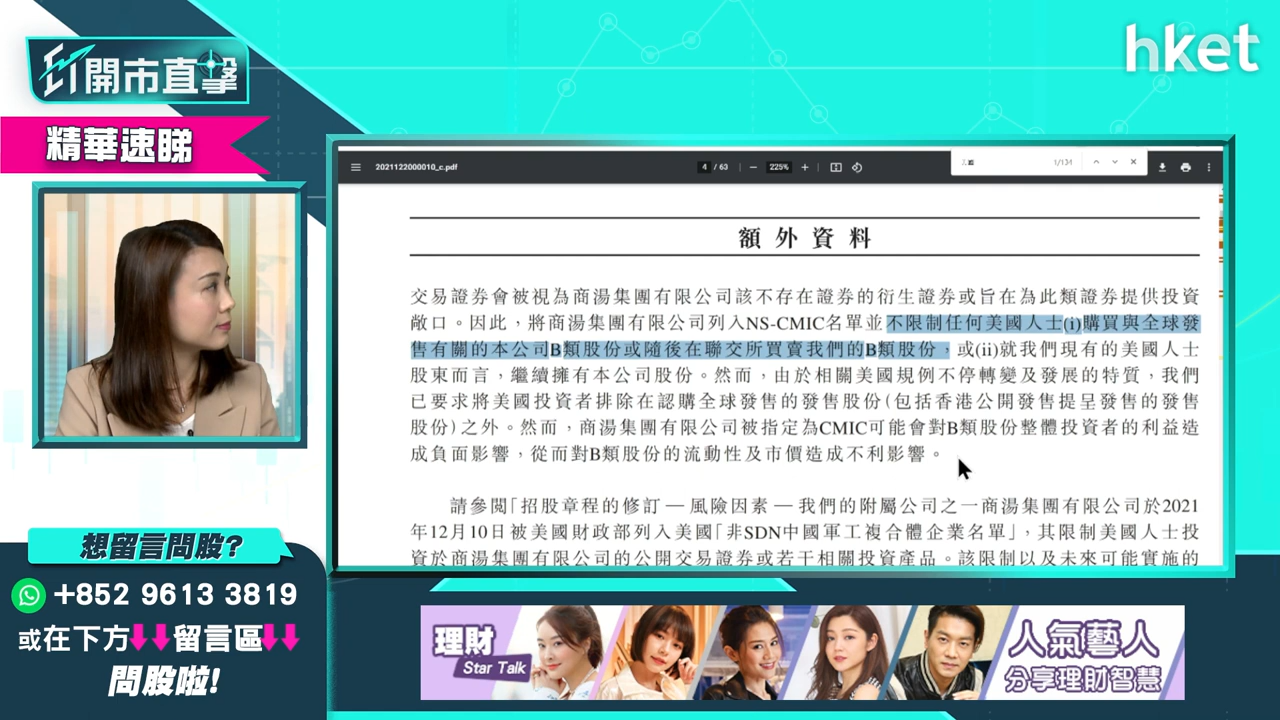 hket
ET開市直擊
精華速睇
2021122000010_c.pdf
4 / 63
225%
1/134
額外資料
交易證券會被視為商湯集團有限公司該不存在證券的衍生證券或旨在為此類證券提供投資
敞口。因此，將商湯集團有限公司列入NS-CMIC名單並不限制任何美國人士(i)購買與全球發
售有關的本公司B類股份或隨後在聯交所買賣我們的B類股份，或(ii)就我們現有的美國人士
股東而言，繼續擁有本公司股份。然而，由於相關美國規例不停轉變及發展的特質，我們
已要求將美國投資者排除在認購全球發售的發售股份(包括香港公開發售提呈發售的發售
股份)之外。然而，商湯集團有限公司被指定為CMIC可能會對B類股份整體投資者的利益造
成負面影響，從而對B類股份的流動性及市價造成不利影響。
請參閱「招股章程的修訂 — 風險因素 — 我們的附屬公司之一商湯集團有限公司於2021
年12月10日被美國財政部列入美國「非SDN中國軍工複合體企業名單」，其限制美國人士投
資於商湯集團有限公司的公開交易證券或若干相關投資產品。該限制以及未來可能實施的
想留言問股?
+852 9613 3819
或在下方留言區
問股啦!
理財
Star Talk
人氣藝人
分享理財智慧